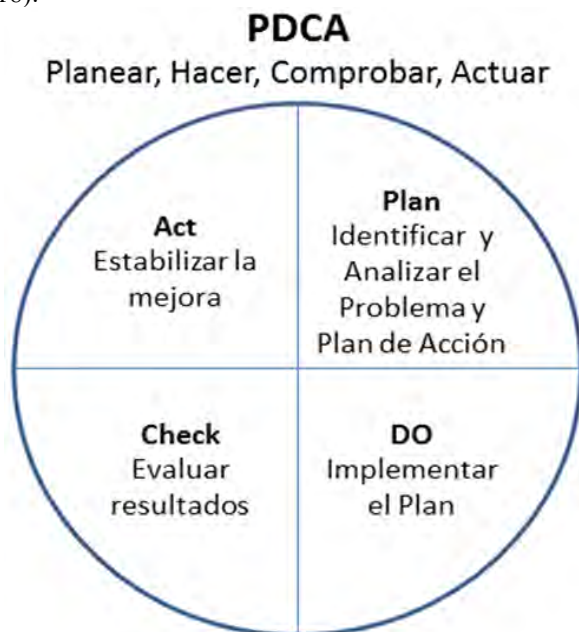 PDCA
Planear, Hacer, Comprobar, Actuar
Act
Estabilizar la
mejora
Plan
Identificar y
Analizar el
Problema y
Plan de Acción
Check
Evaluar
resultados
DO
Implementar
el Plan